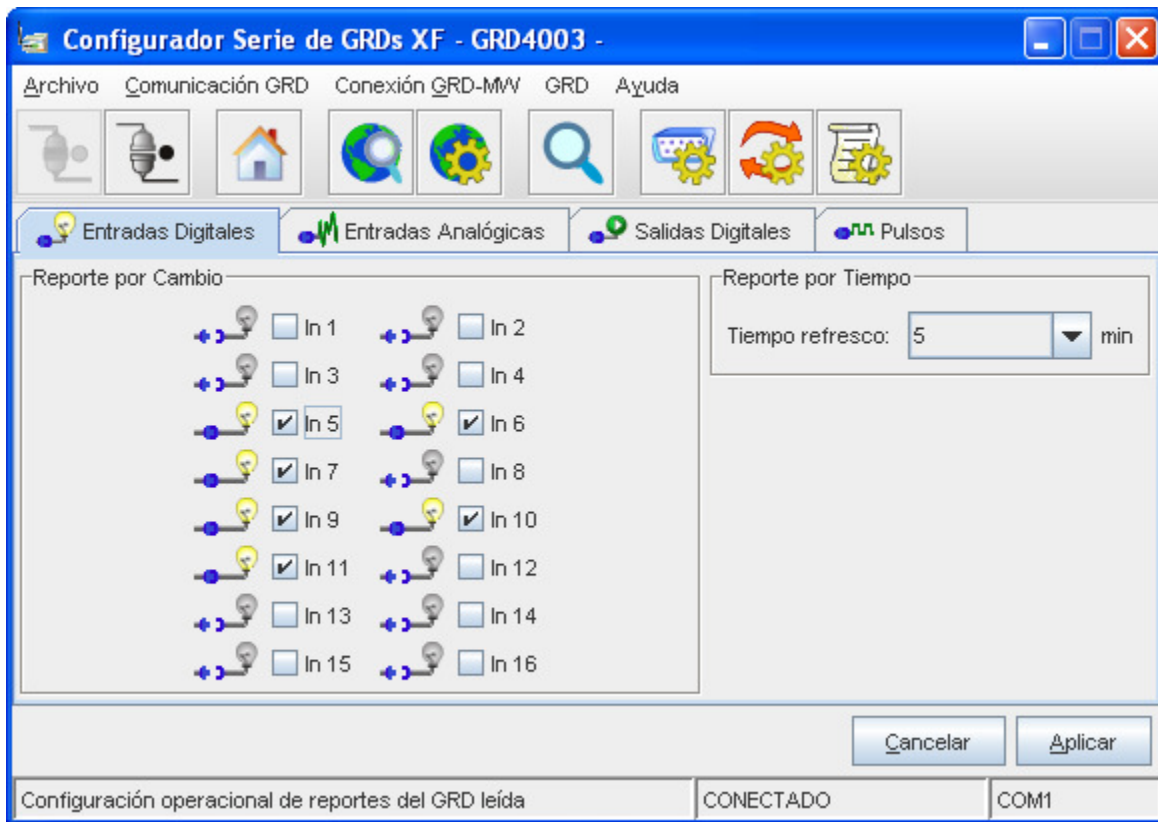 Configurador Serie de GRDs XF - GRD4003 -
Archivo Comunicación GRD Conexión GRD-MW GRD Ayuda
Entradas Digitales Entradas Analógicas Salidas Digitales Pulsos
Reporte por Cambio
In 1 In 2
In 3 In 4
In 5 In 6
In 7 In 8
In 9 In 10
In 11 In 12
In 13 In 14
In 15 In 16
Reporte por Tiempo
Tiempo refresco: 5 min
Cancelar Aplicar
Configuración operacional de reportes del GRD leída CONECTADO COM1